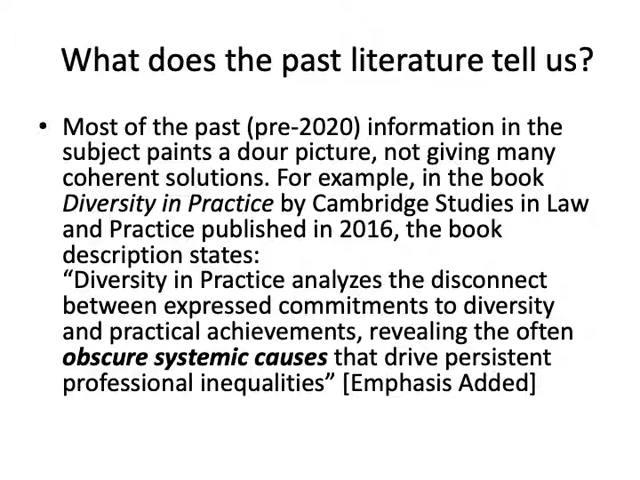 What does the past literature tell us?
• Most of the past (pre-2020) information in the
subject paints a dour picture, not giving many
coherent solutions. For example, in the book
Diversity in Practice by Cambridge Studies in Law
and Practice published in 2016, the book
description states:
“Diversity in Practice analyzes the disconnect
between expressed commitments to diversity
and practical achievements, revealing the often
obscure systemic causes that drive persistent
professional inequalities” [Emphasis Added]